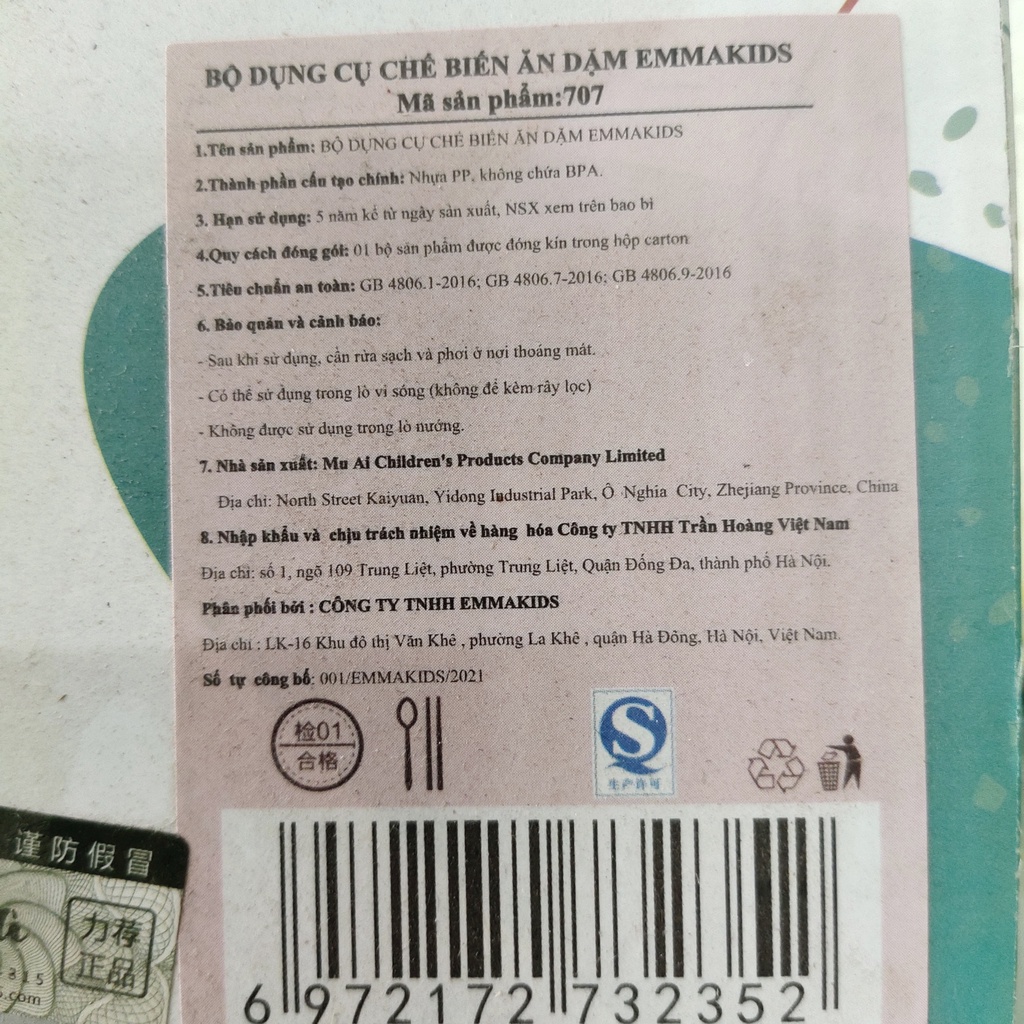 BỘ DỤNG CỤ CHẾ BIẾN ĂN DẶM EMMAKIDS
Mã sản phẩm:707
1.Tên sản phẩm: BỘ DỤNG CỤ CHẾ BIẾN ĂN DẶM EMMAKIDS
2.Thành phần cấu tạo chính: Nhựa PP, không chứa BPA.
3. Hạn sử dụng: 5 năm kể từ ngày sản xuất, NSX xem trên bao bì
4.Quy cách đóng gói: 01 bộ sản phẩm được đóng kín trong hộp carton
5.Tiêu chuẩn an toàn: GB 4806.1-2016; GB 4806.7-2016; GB 4806.9-2016
6. Bảo quản và cảnh báo:
- Sau khi sử dụng, cần rửa sạch và phơi ở nơi thoáng mát.
- Có thể sử dụng trong lò vi sóng (không để kèm rây lọc)
- Không được sử dụng trong lò nướng.
7. Nhà sản xuất: Mu Ai Children's Products Company Limited
Địa chỉ: North Street Kaiyuan, Yidong Industrial Park, Ô Nghĩa City, Zhejiang Province, China
8. Nhập khẩu và chịu trách nhiệm về hàng hóa Công ty TNHH Trần Hoàng Việt Nam
Địa chỉ: số 1, ngõ 109 Trung Liệt, phường Trung Liệt, Quận Đống Đa, thành phố Hà Nội.
Phân phối bởi : CÔNG TY TNHH EMMAKIDS
Địa chỉ : LK-16 Khu đô thị Văn Khê , phường La Khê , quận Hà Đông, Hà Nội, Việt Nam.
Số tự công bố: 001/EMMAKIDS/2021
检01
合格
S
生产许可
谨防假冒
力荐
正品
315
.com
6 972172 732352